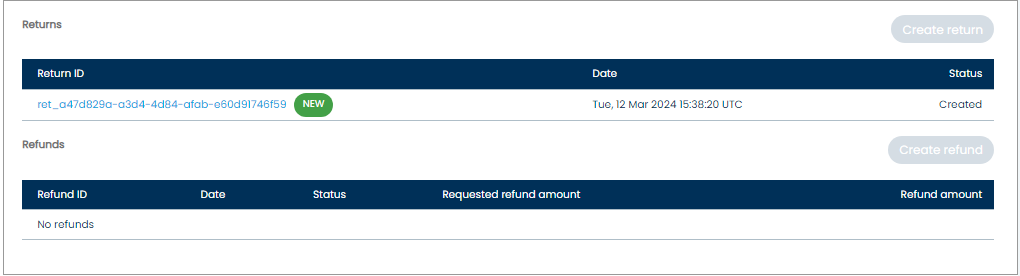 Returns Create return
Return ID Date Status
ret_a47d829a-a3d4-4d84-afab-e60d91746f59 NEW Tue, 12 Mar 2024 15:38:20 UTC Created
Refunds Create refund
Refund ID Date Status Requested refund amount Refund amount
No refunds